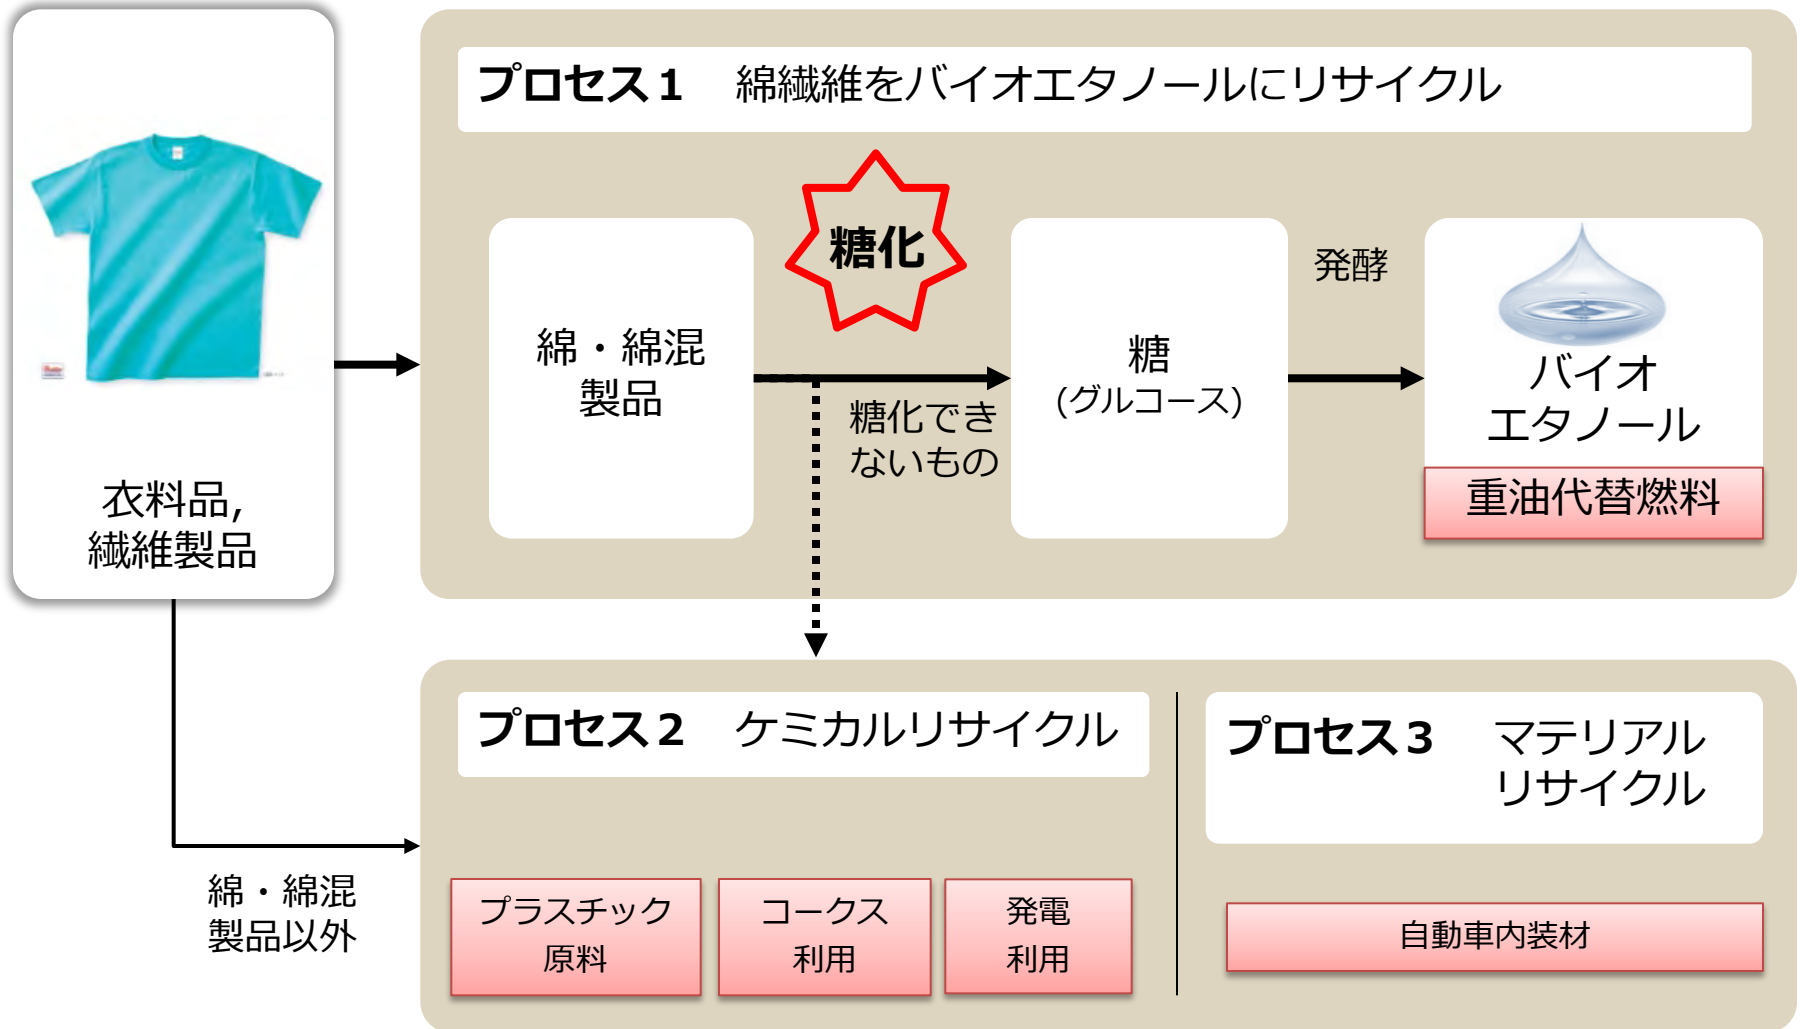 プロセス１　綿繊維をバイオエタノールにリサイクル
糖化
発酵
綿・綿混
製品
糖
(グルコース)
バイオ
エタノール
糖化でき
ないもの
重油代替燃料
衣料品,
繊維製品
プロセス２　ケミカルリサイクル
プロセス３　マテリアル
リサイクル
綿・綿混
製品以外
プラスチック
原料
コークス
利用
発電
利用
自動車内装材